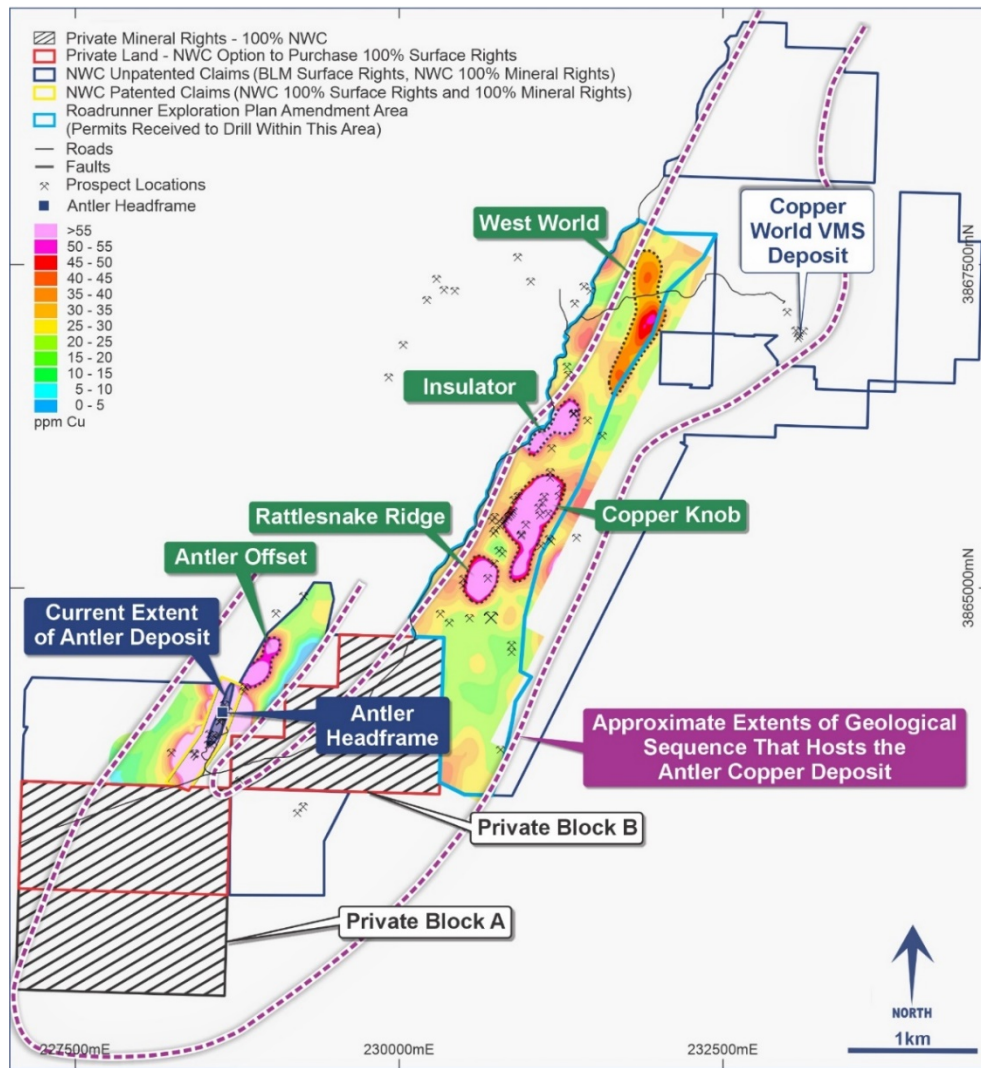 Private Mineral Rights - 100% NWC
Private Land - NWC Option to Purchase 100% Surface Rights
NWC Unpatented Claims (BLM Surface Rights, NWC 100% Mineral Rights)
NWC Patented Claims (NWC 100% Surface Rights and 100% Mineral Rights)
Roadrunner Exploration Plan Amendment Area
(Permits Received to Drill Within This Area)
Roads
Faults
Prospect Locations
Antler Headframe
>55
50 - 55
45 - 50
40 - 45
35 - 40
30 - 35
25 - 30
20 - 25
15 - 20
10 - 15
5 - 10
0 - 5
ppm Cu
West World
Copper
World VMS
Deposit
3867500mN
Insulator
Rattlesnake Ridge
Copper Knob
Antler Offset
3865000mN
Current Extent
of Antler Deposit
Antler
Headframe
Approximate Extents of Geological
Sequence That Hosts the
Antler Copper Deposit
Private Block B
Private Block A
NORTH
1km
227500mE
230000mE
232500mE